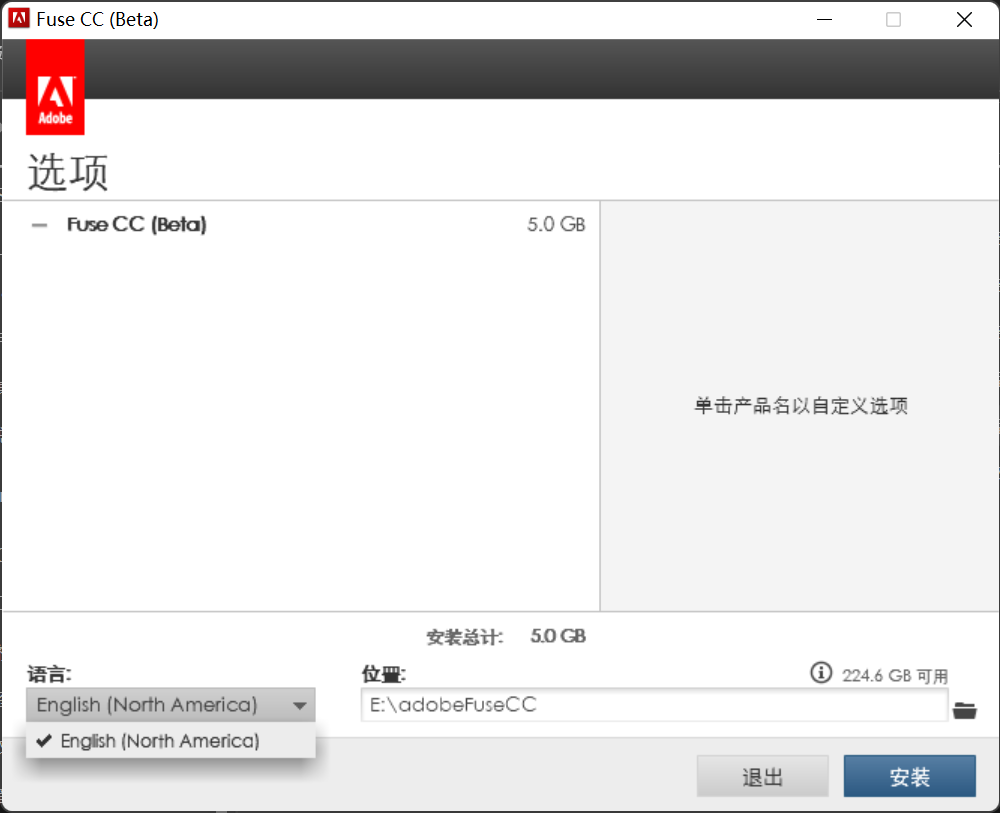 Fuse CC (Beta)
Adobe
选项
Fuse CC (Beta) 5.0 GB
单击产品名以自定义选项
安装总计: 5.0 GB
语言: 位置: 224.6 GB 可用
English (North America) E:\adobeFuseCC
English (North America)
退出 安装